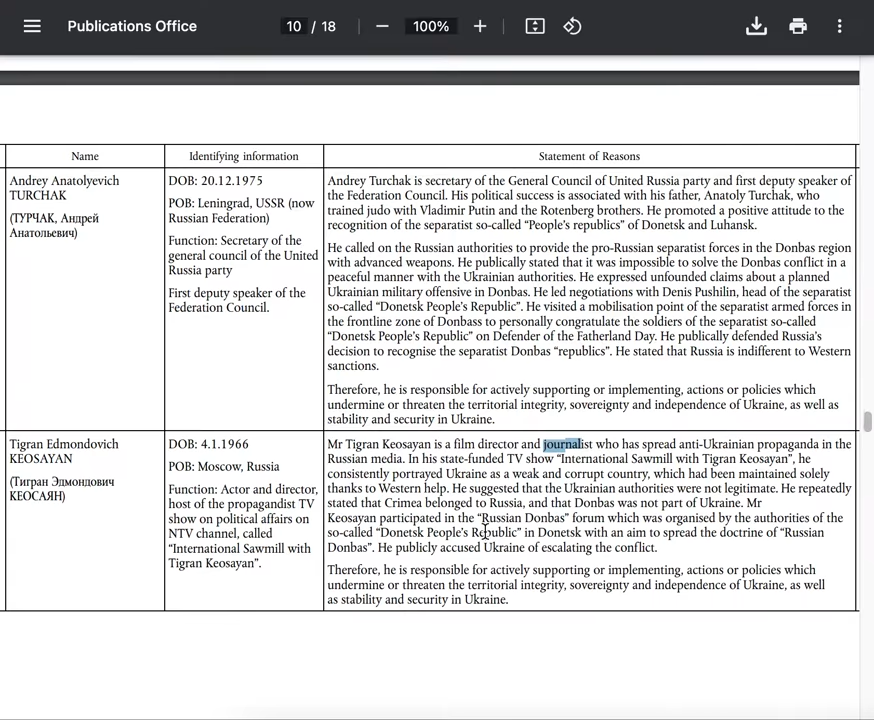 Publications Office
10 / 18
100%
Name
Identifying information
Statement of Reasons
Andrey Anatolyevich
TURCHAK
(ТУРЧАК, Андрей
Анатольевич)
DOB: 20.12.1975
POB: Leningrad, USSR (now
Russian Federation)
Function: Secretary of the
general council of the United
Russia party
First deputy speaker of the
Federation Council.
Andrey Turchak is secretary of the General Council of United Russia party and first deputy speaker of
the Federation Council. His political success is associated with his father, Anatoly Turchak, who
trained judo with Vladimir Putin and the Rotenberg brothers. He promoted a positive attitude to the
recognition of the separatist so-called “People’s republics” of Donetsk and Luhansk.
He called on the Russian authorities to provide the pro-Russian separatist forces in the Donbas region
with advanced weapons. He publically stated that it was impossible to solve the Donbas conflict in a
peaceful manner with the Ukrainian authorities. He expressed unfounded claims about a planned
Ukrainian military offensive in Donbas. He led negotiations with Denis Pushilin, head of the separatist
so-called “Donetsk People’s Republic”. He visited a mobilisation point of the separatist armed forces in
the frontline zone of Donbass to personally congratulate the soldiers of the separatist so-called
“Donetsk People’s Republic” on Defender of the Fatherland Day. He publically defended Russia’s
decision to recognise the separatist Donbas “republics”. He stated that Russia is indifferent to Western
sanctions.
Therefore, he is responsible for actively supporting or implementing, actions or policies which
undermine or threaten the territorial integrity, sovereignty and independence of Ukraine, as well as
stability and security in Ukraine.
Tigran Edmondovich
KEOSAYAN
(Тигран Эдмондович
КЕОСАЯН)
DOB: 4.1.1966
POB: Moscow, Russia
Function: Actor and director,
host of the propagandist TV
show on political affairs on
NTV channel, called
“International Sawmill with
Tigran Keosayan”.
Mr Tigran Keosayan is a film director and journalist who has spread anti-Ukrainian propaganda in the
Russian media. In his state-funded TV show “International Sawmill with Tigran Keosayan”, he
consistently portrayed Ukraine as a weak and corrupt country, which had been maintained solely
thanks to Western help. He suggested that the Ukrainian authorities were not legitimate. He repeatedly
stated that Crimea belonged to Russia, and that Donbas was not part of Ukraine. Mr
Keosayan participated in the “Russian Donbas” forum which was organised by the authorities of the
so-called “Donetsk People’s Republic” in Donetsk with an aim to spread the doctrine of “Russian
Donbas”. He publicly accused Ukraine of escalating the conflict.
Therefore, he is responsible for actively supporting or implementing, actions or policies which
undermine or threaten the territorial integrity, sovereignty and independence of Ukraine, as well
as stability and security in Ukraine.